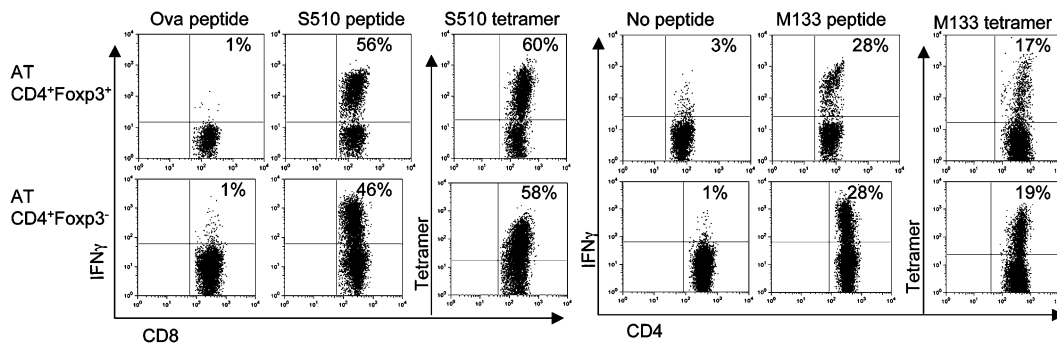 Ova peptide S510 peptide S510 tetramer No peptide M133 peptide M133 tetramer
AT
CD4⁺Foxp3⁺
1% 56% 60% 3% 28% 17%
AT
CD4⁺Foxp3⁻
1% 46% 58% 1% 28% 19%
IFNγ
Tetramer
IFNγ
Tetramer
CD8
CD4